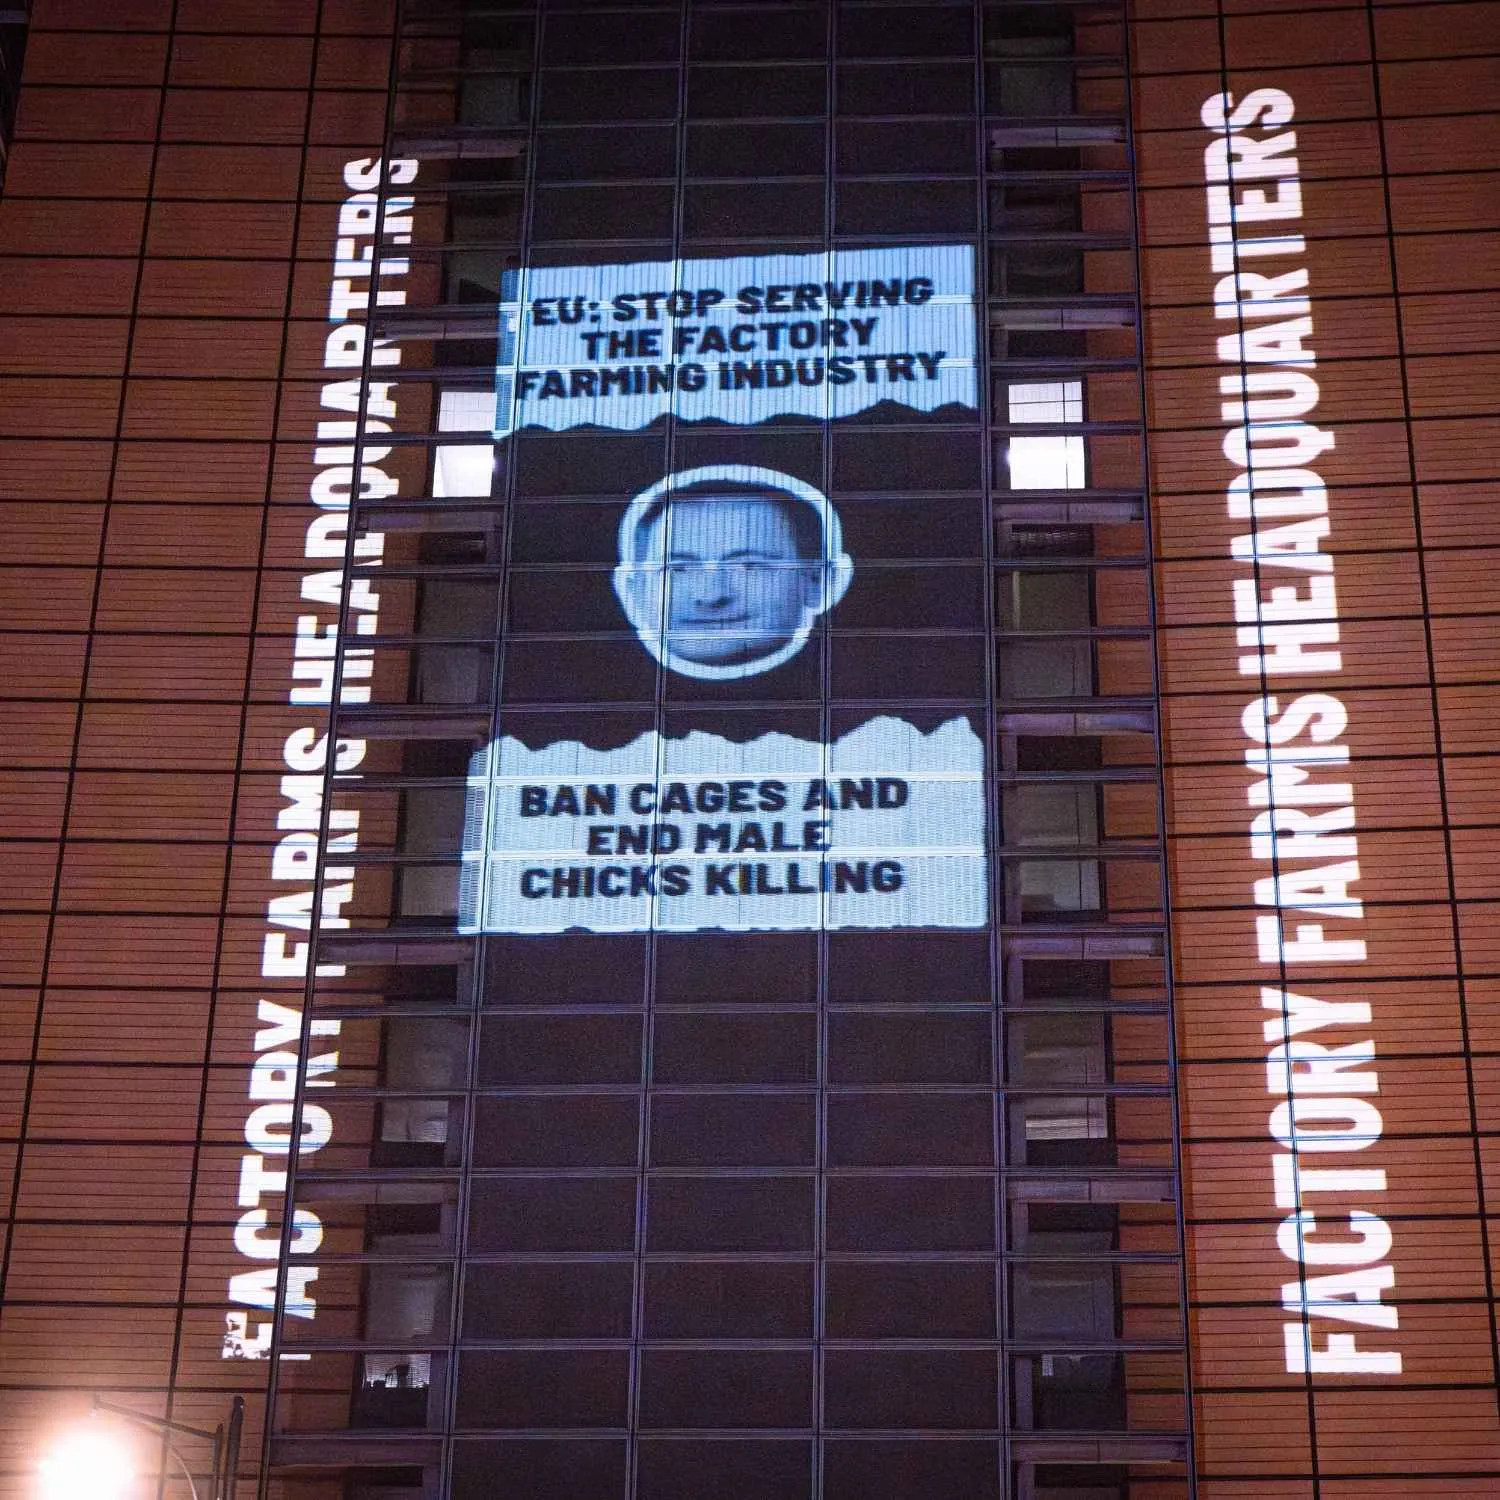 FACTORY FARMS HEADQUARTERS
EU: STOP SERVING
THE FACTORY
FARMING INDUSTRY
BAN CAGES AND
END MALE
CHICKS KILLING
FACTORY FARMS HEADQUARTERS